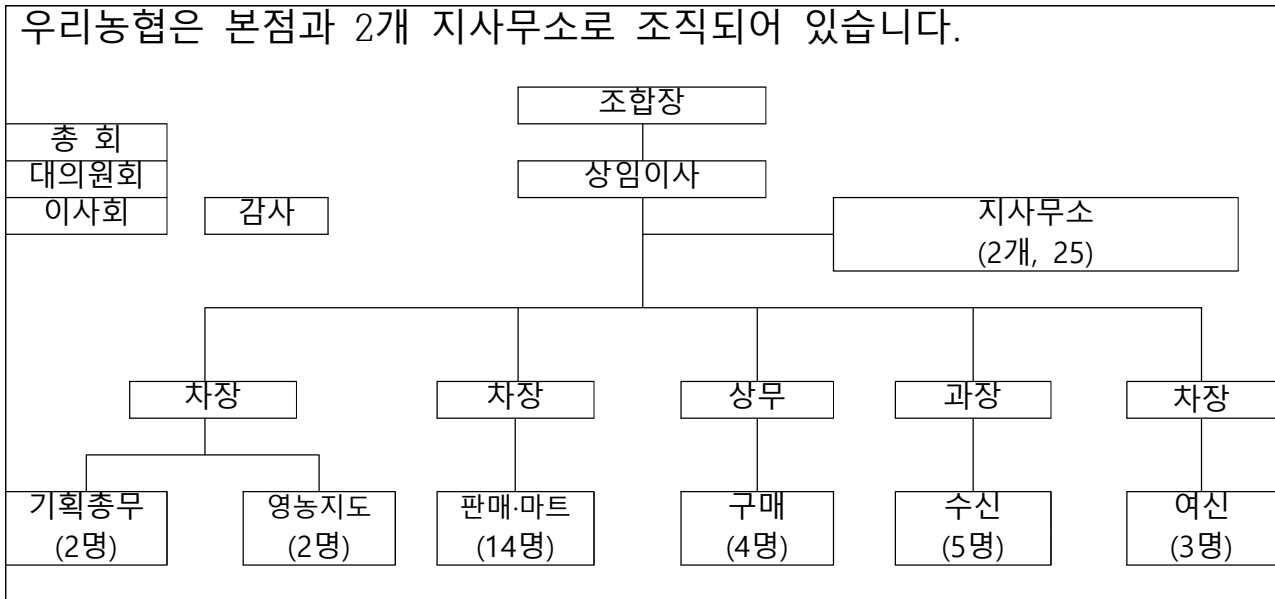 우리농협은 본점과 2개 지사무소로 조직되어 있습니다.
조합장
총 회
대의원회
상임이사
이사회
감사
지사무소
(2개, 25)
차장
차장
상무
과장
차장
기획총무
(2명)
영농지도
(2명)
판매·마트
(14명)
구매
(4명)
수신
(5명)
여신
(3명)